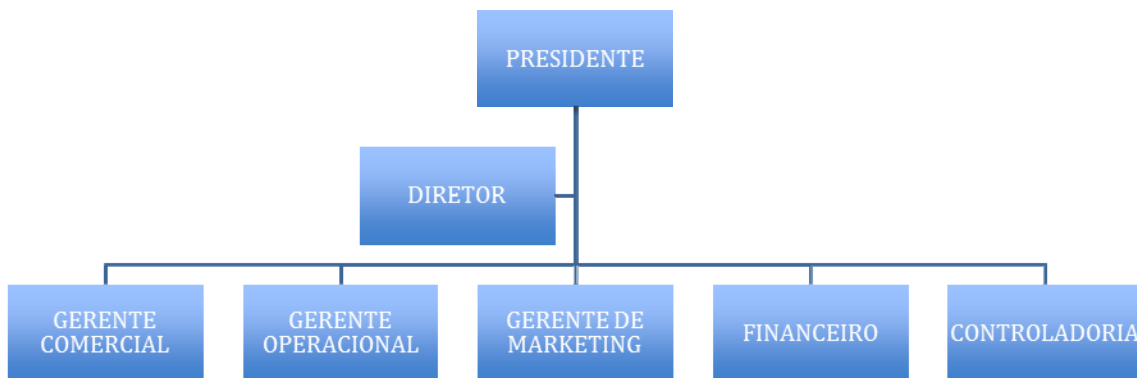 PRESIDENTE
DIRETOR
GERENTE
COMERCIAL
GERENTE
OPERACIONAL
GERENTE DE
MARKETING
FINANCEIRO
CONTROLADORIA